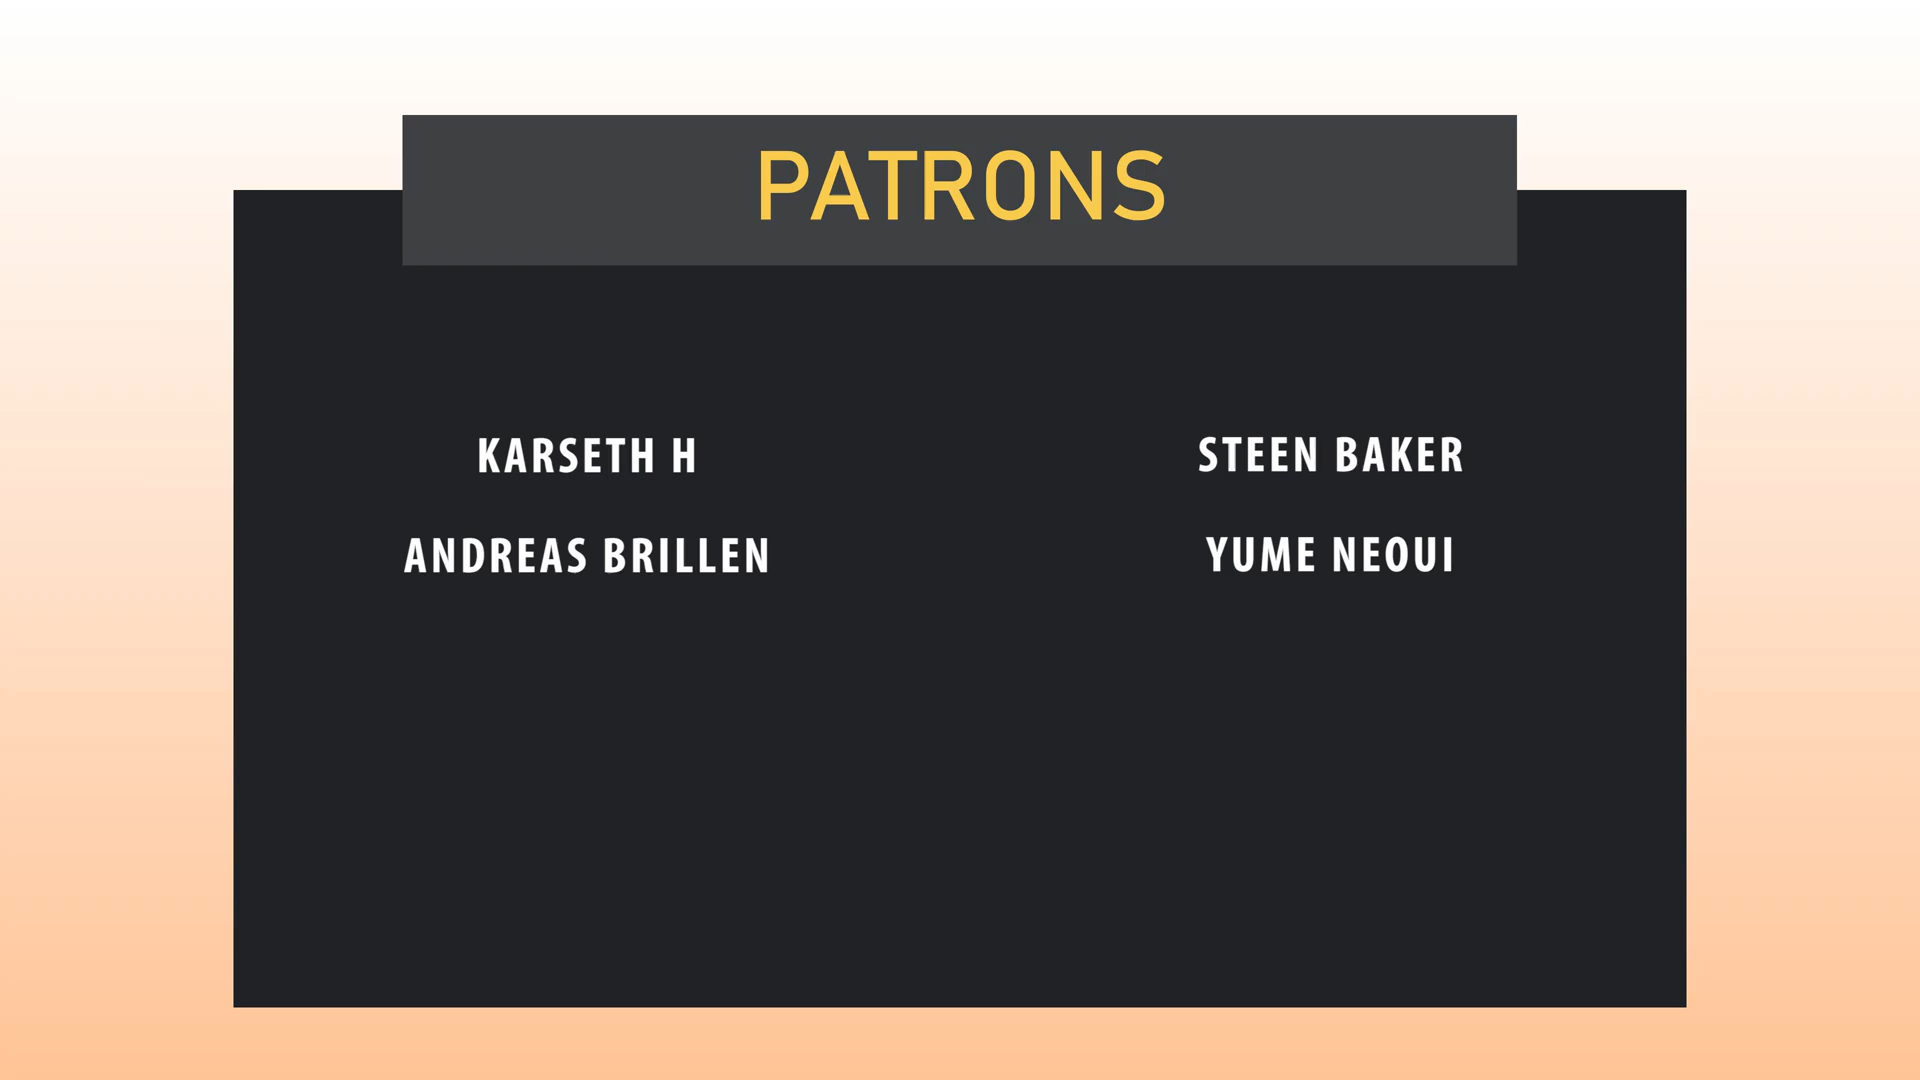 PATRONS
KARSETH H
STEEN BAKER
ANDREAS BRILLEN
YUME NEOUI